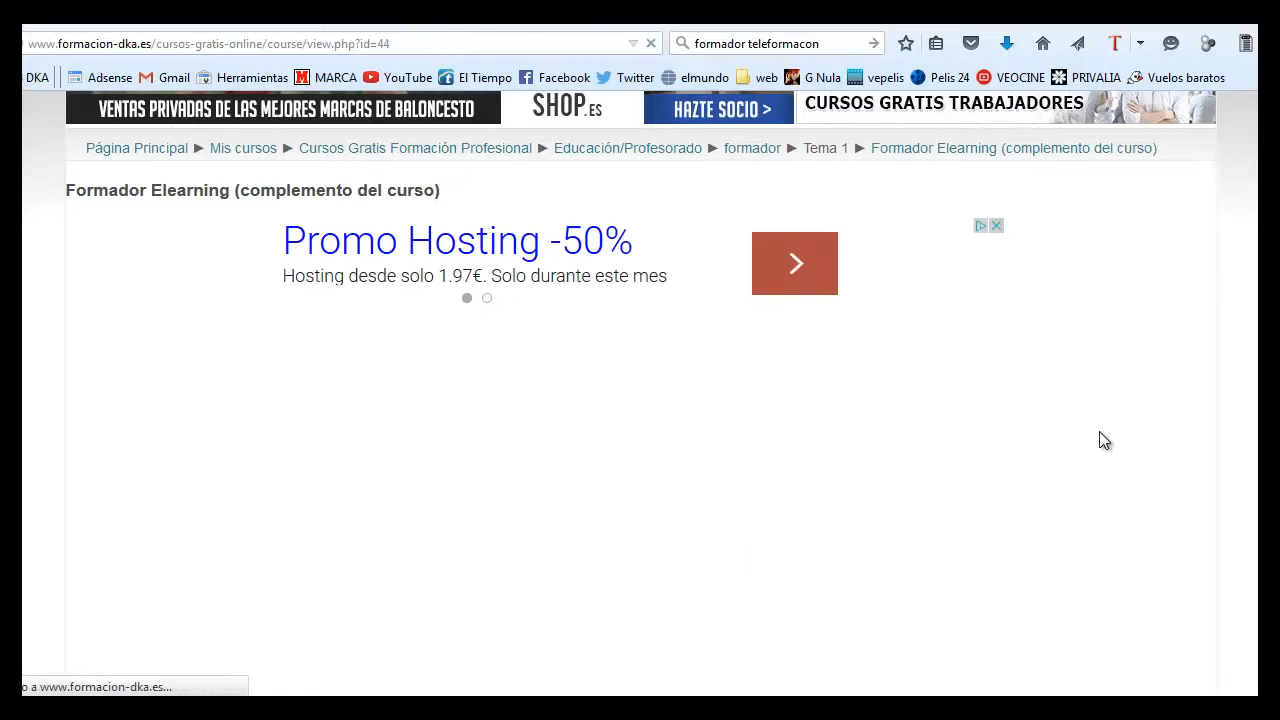 www.formacion-dka.es/cursos-gratis-online/course/view.php?id=44
formador teleformacon
DKA Adsense Gmail Herramientas MARCA YouTube El Tiempo Facebook Twitter elmundo web G Nula vepelis Pelis 24 VEOCINE PRIVALIA Vuelos baratos
VENTAS PRIVADAS DE LAS MEJORES MARCAS DE BALONCESTO SHOP.ES HAZTE SOCIO > CURSOS GRATIS TRABAJADORES
Página Principal ► Mis cursos ► Cursos Gratis Formación Profesional ► Educación/Profesorado ► formador ► Tema 1 ► Formador Elearning (complemento del curso)
Formador Elearning (complemento del curso)
Promo Hosting -50%
Hosting desde solo 1.97€. Solo durante este mes
o a www.formacion-dka.es...